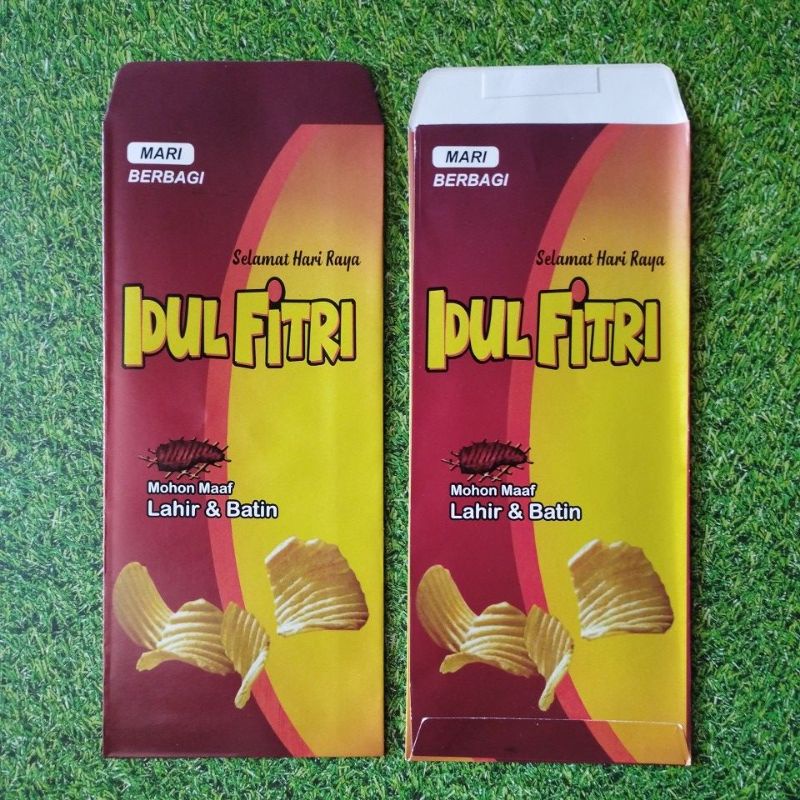 MARI
BERBAGI
Selamat Hari Raya
IDUL FiTRI
Mohon Maaf
Lahir & Batin
MARI
BERBAGI
Selamat Hari Raya
IDUL FiTRI
Mohon Maaf
Lahir & Batin